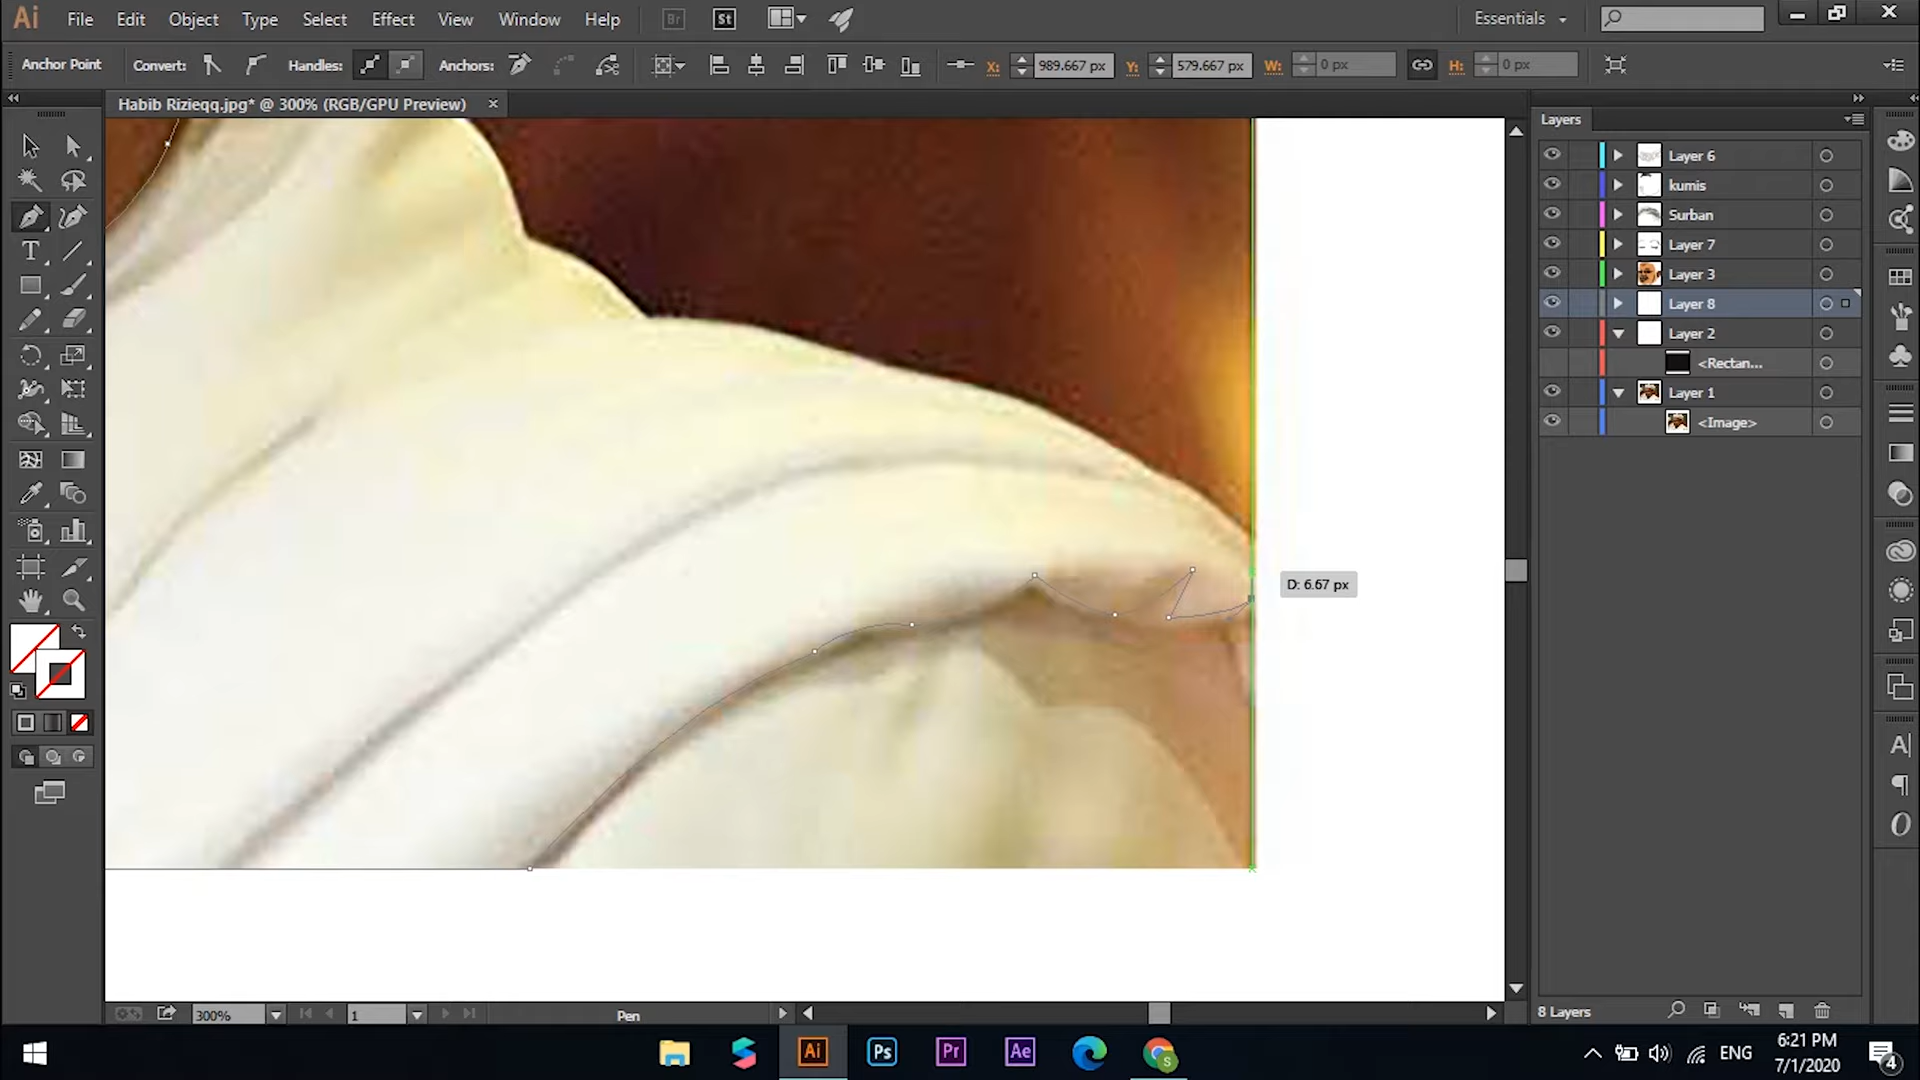 Ai File Edit Object Type Select Effect View Window Help Br St Essentials
Anchor Point Convert: Handles: Anchors: X: 989.667 px Y: 579.667 px W: 0 px H: 0 px
Habib Rizieqq.jpg* @ 300% (RGB/GPU Preview)
Layers
Layer 6
kumis
Surban
Layer 7
Layer 3
Layer 8
Layer 2
<Rectan...
Layer 1
<Image>
D: 6.67 px
300% 1 Pen 8 Layers
Ai Ps Pr Ae S ENG 6:21 PM
7/1/2020 4